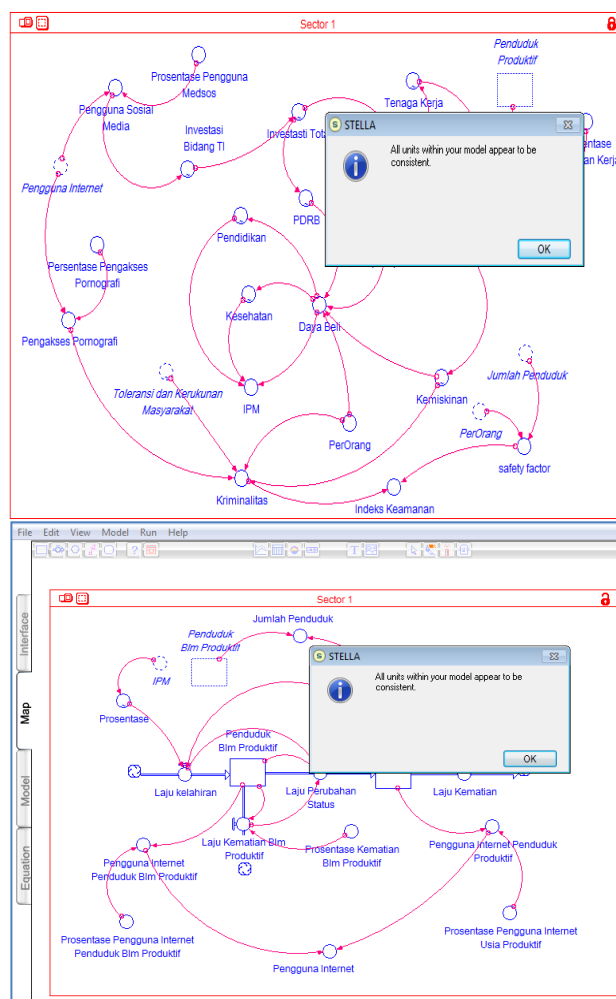 Sector 1
Penduduk
Produktif
Prosentase Pengguna
Medsos
Tenaga Kerja
Pengguna Sosial
Media
Investasi
Bidang TI
Investasti Tota
STELLA
All units within your model appear to be
consistent.
OK
entase
an Kerja
Pengguna Internet
PDRB
Pendidikan
Persentase Pengakses
Pornografi
Kesehatan
Daya Beli
Pengakses Pornografi
Jumlah Penduduk
Toleransi dan Kerukunan
Masyarakat
IPM
Kemiskinan
PerOrang
PerOrang
safety factor
Kriminalitas
Indeks Keamanan
File Edit View Model Run Help
Interface
Map
Model
Equation
Sector 1
Jumlah Penduduk
Penduduk
Blm Produktif
IPM
STELLA
All units within your model appear to be
consistent.
OK
Prosentase
Penduduk
Blm Produktif
Laju kelahiran
Laju Perubahan
Status
Laju Kematian
Laju Kematian Blm
Produktif
Prosentase Kematian
Blm Produktif
Pengguna Internet Penduduk
Produktif
Pengguna Internet
Penduduk Blm Produktif
Prosentase Pengguna Internet
Penduduk Blm Produktif
Prosentase Pengguna Internet
Usia Produktif
Pengguna Internet